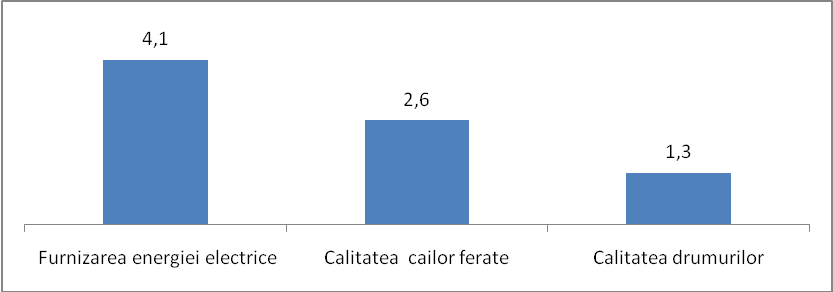 4,1
2,6
1,3
Furnizarea energiei electrice
Calitatea  cailor ferate
Calitatea drumurilor